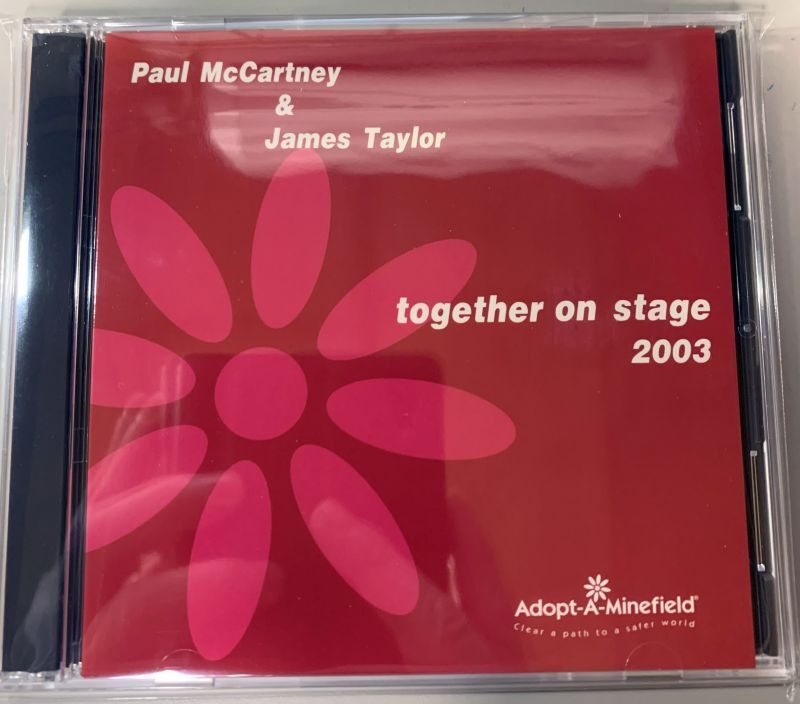 Paul McCartney
&
James Taylor
together on stage
2003
Adopt-A-Minefield®
Clear a path to a safer world